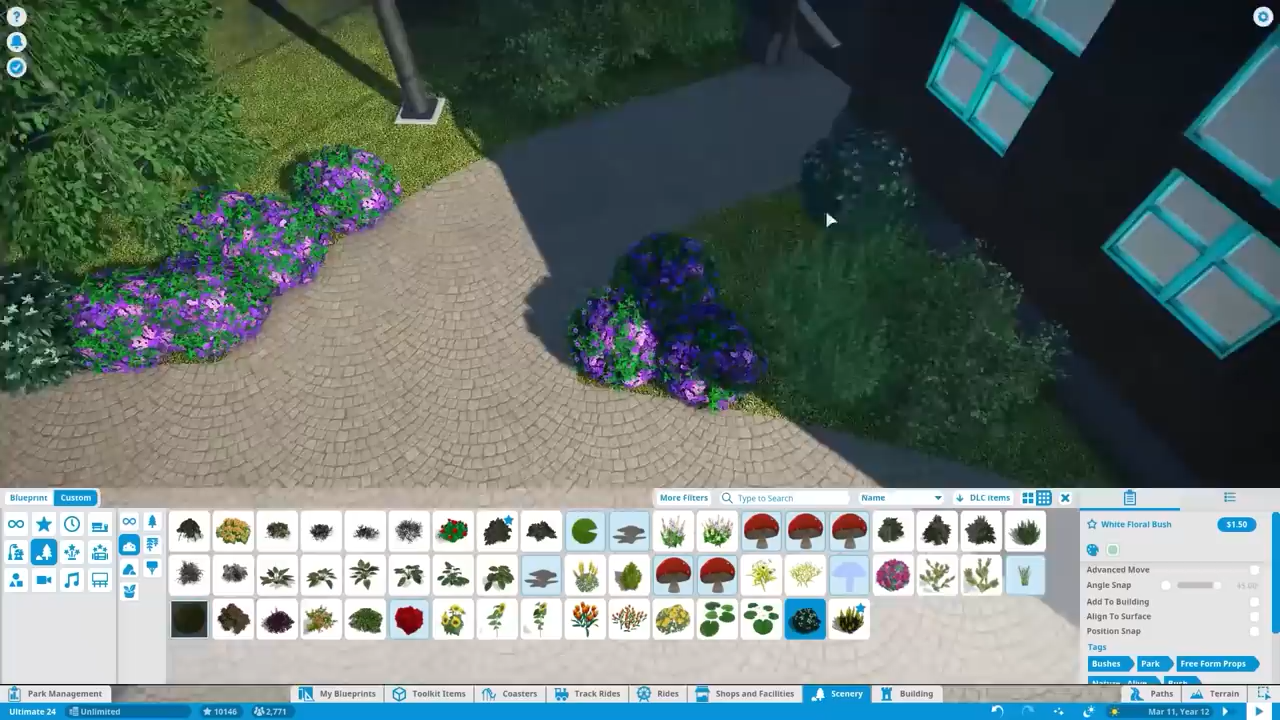 ?
Blueprint Custom More Filters Type to Search Name DLC items
White Floral Bush $1.50
Advanced Move
Angle Snap
Add To Building
Align To Surface
Position Snap
Tags
Bushes Park Free Form Props
Park Management My Blueprints Toolkit Items Coasters Track Rides Rides Shops and Facilities Scenery Building Paths Terrain
Ultimate 24 Unlimited 10146 2,771 Mar 11, Year 12